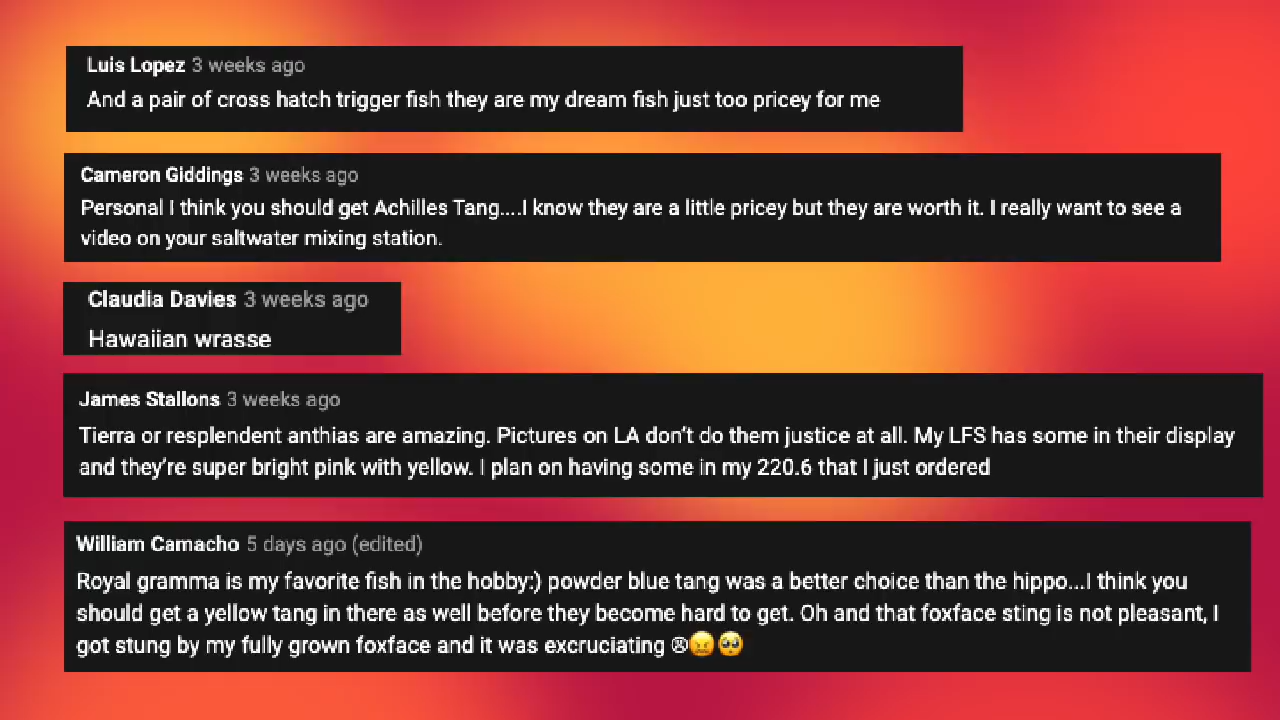 Luis Lopez 3 weeks ago
And a pair of cross hatch trigger fish they are my dream fish just too pricey for me
Cameron Giddings 3 weeks ago
Personal I think you should get Achilles Tang....I know they are a little pricey but they are worth it. I really want to see a
video on your saltwater mixing station.
Claudia Davies 3 weeks ago
Hawaiian wrasse
James Stallons 3 weeks ago
Tierra or resplendent anthias are amazing. Pictures on LA don't do them justice at all. My LFS has some in their display
and they're super bright pink with yellow. I plan on having some in my 220.6 that I just ordered
William Camacho 5 days ago (edited)
Royal gramma is my favorite fish in the hobby:) powder blue tang was a better choice than the hippo...I think you
should get a yellow tang in there as well before they become hard to get. Oh and that foxface sting is not pleasant, I
got stung by my fully grown foxface and it was excruciating 😠🥺